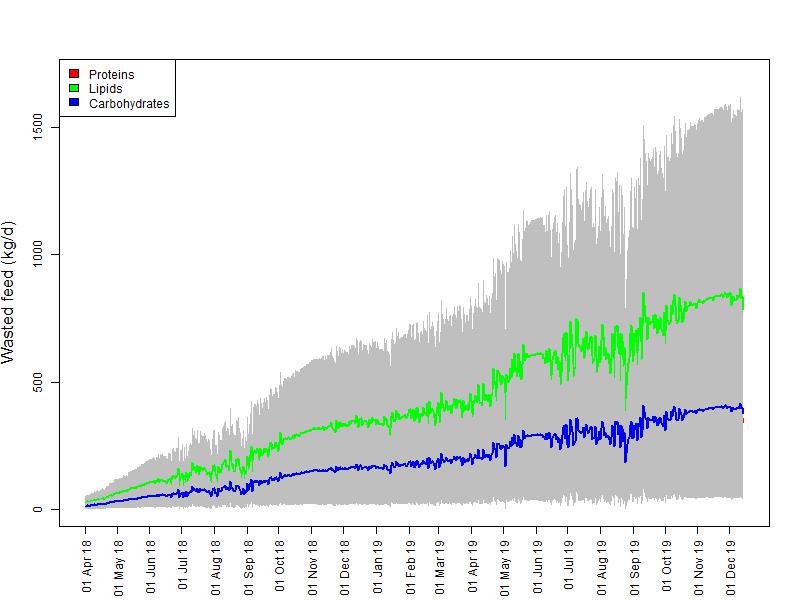 Proteins
Lipids
Carbohydrates
Wasted feed (kg/d)
1500
1000
500
0
01 Apr 18
01 May 18
01 Jun 18
01 Jul 18
01 Aug 18
01 Sep 18
01 Oct 18
01 Nov 18
01 Dec 18
01 Jan 19
01 Feb 19
01 Mar 19
01 Apr 19
01 May 19
01 Jun 19
01 Jul 19
01 Aug 19
01 Sep 19
01 Oct 19
01 Nov 19
01 Dec 19